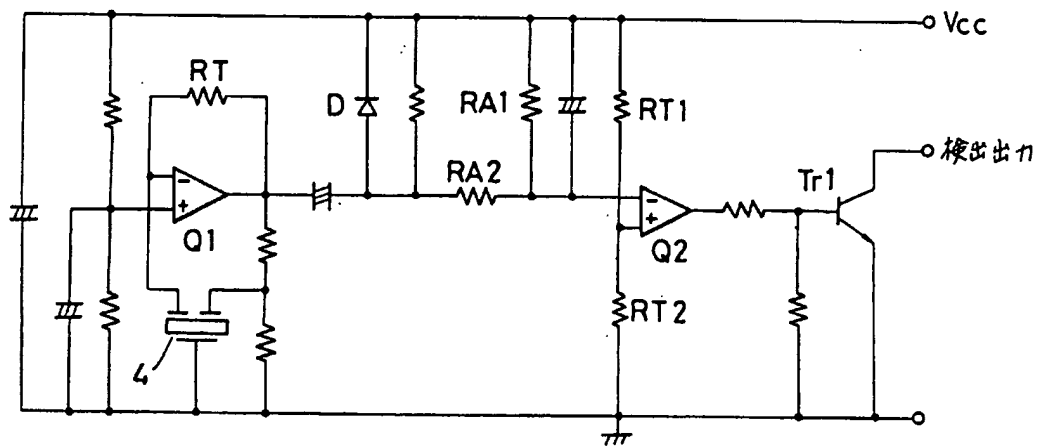 Vcc
RT
D
RA1
RT1
検出出力
RA2
Tr1
-
+
Q1
-
+
Q2
RT2
4